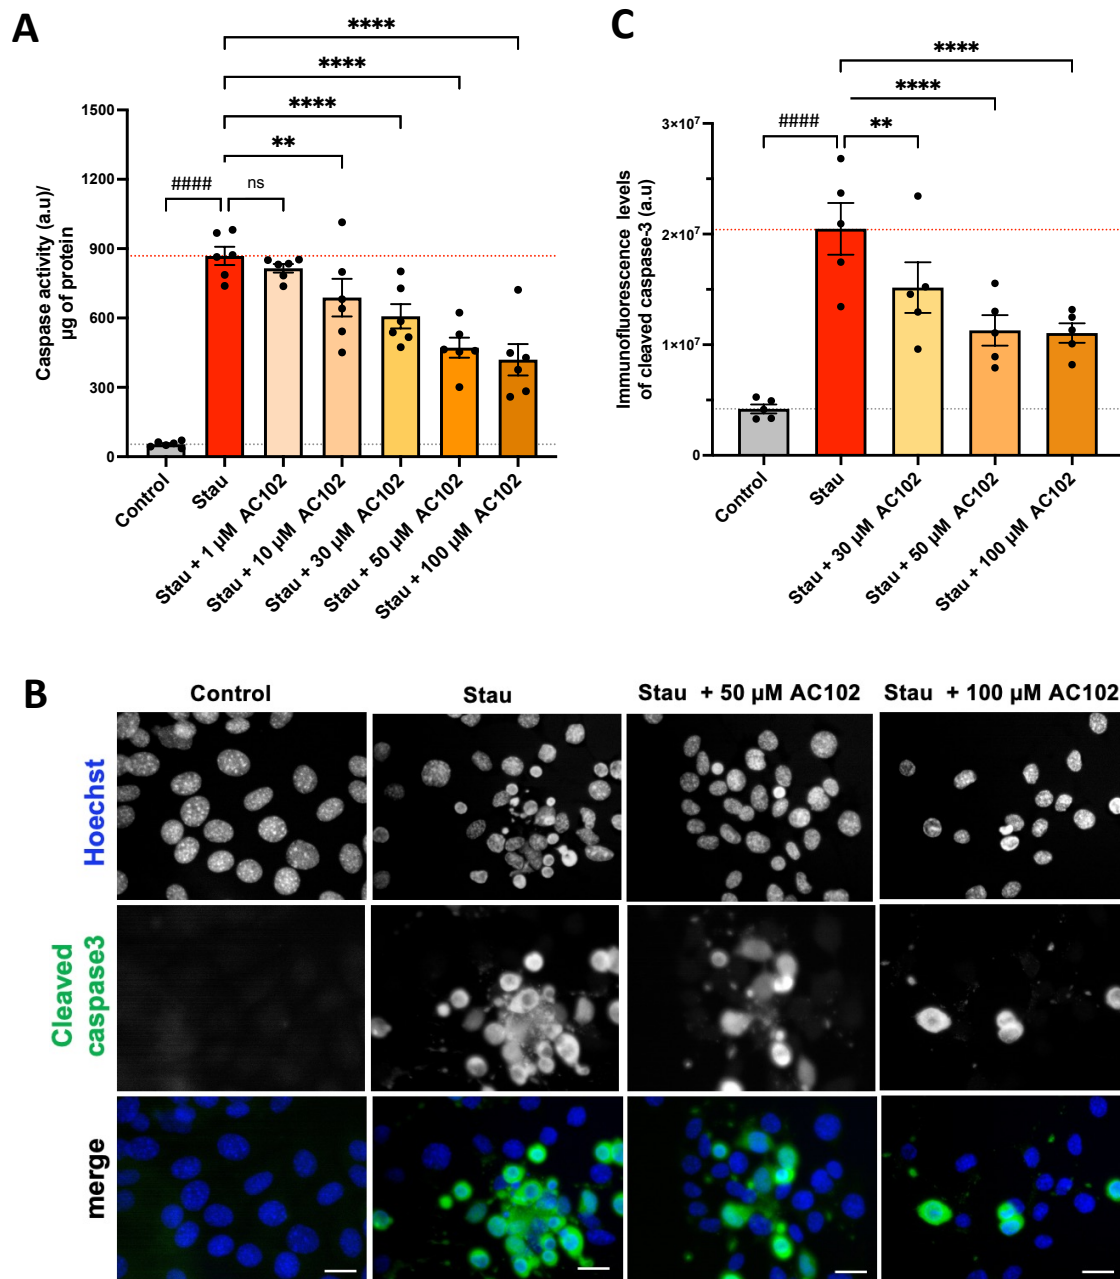 A
****
****
****
**
####
ns
1500
1200
900
600
300
0
Caspase activity (a.u)/
µg of protein
Control
Stau
Stau + 1 µM AC102
Stau + 10 µM AC102
Stau + 30 µM AC102
Stau + 50 µM AC102
Stau + 100 µM AC102
C
****
****
####
**
3×10⁷
2×10⁷
1×10⁷
0
Immunofluorescence levels
of cleaved caspase-3 (a.u)
Control
Stau
Stau + 30 µM AC102
Stau + 50 µM AC102
Stau + 100 µM AC102
B
Control
Stau
Stau + 50 µM AC102
Stau + 100 µM AC102
Hoechst
Cleaved
caspase3
merge